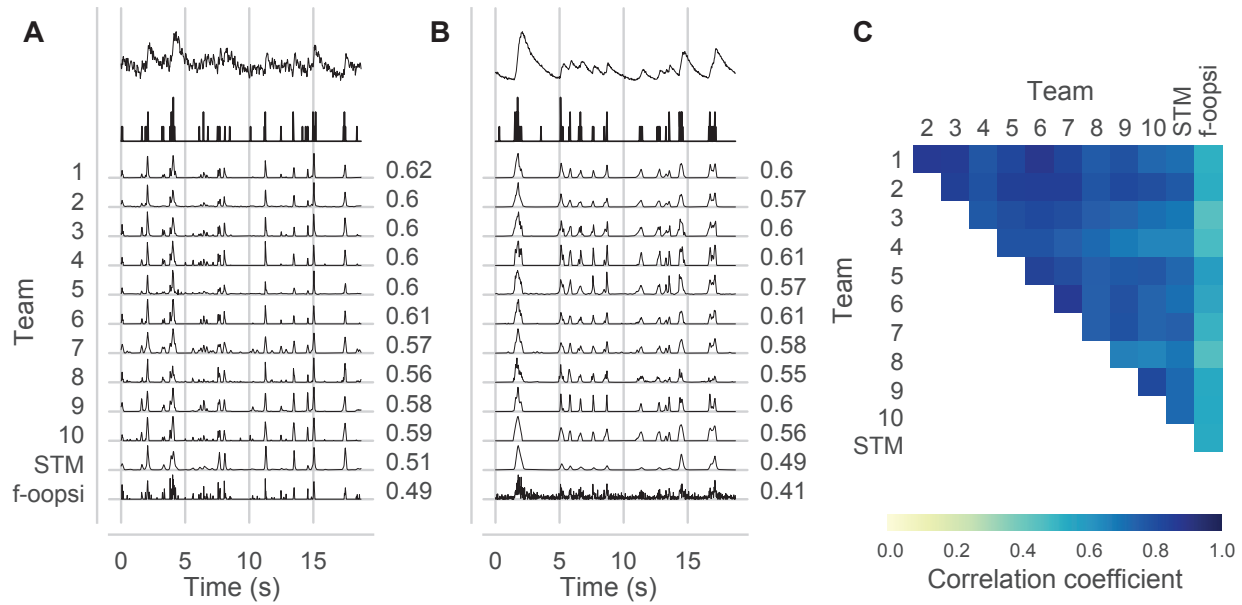 A
B
C
Team
2 3 4 5 6 7 8 9 10 STM f-oopsi
1 0.62 0.6 1
2 0.6 0.57 2
3 0.6 0.6 3
4 0.6 0.61 4
5 0.6 0.57 5
6 0.61 0.61 6
7 0.57 0.58 7
8 0.56 0.55 8
9 0.58 0.6 9
10 0.59 0.56 10
STM 0.51 0.49 STM
f-oopsi 0.49 0.41
Team
Team
0 5 10 15
Time (s)
0 5 10 15
Time (s)
0.0 0.2 0.4 0.6 0.8 1.0
Correlation coefficient